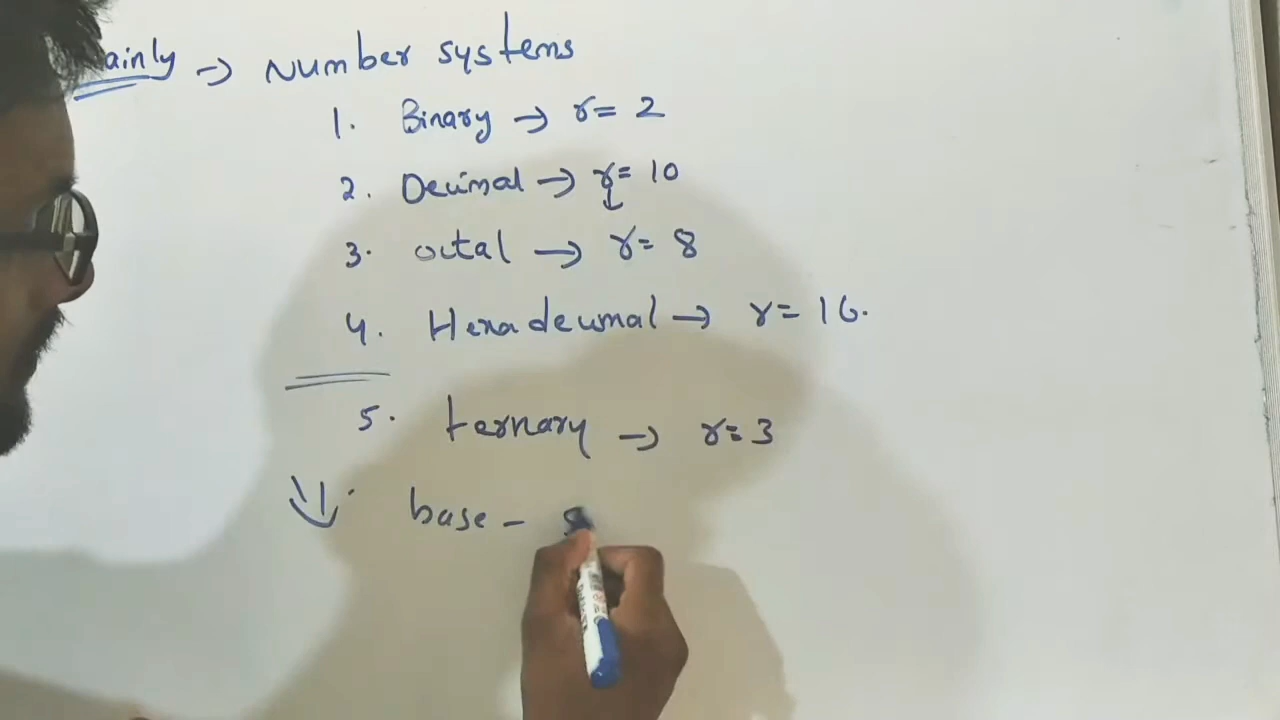 ainly → Number systems
1. Binary → r= 2
2. Decimal → r= 10
3. octal → r= 8
4. Hexadecimal → r= 16.
5. ternary → r= 3
base -